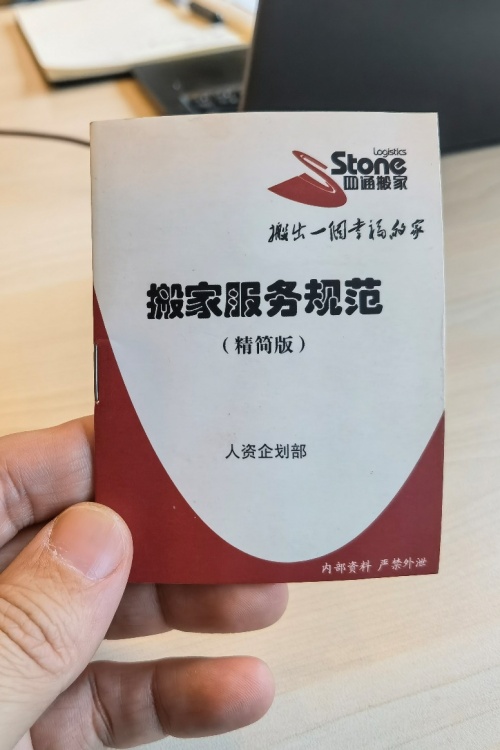 Logistics
Stone
四通搬家
搬出一個幸福的家
搬家服务规范
（精简版）
人资企划部
内部资料 严禁外泄